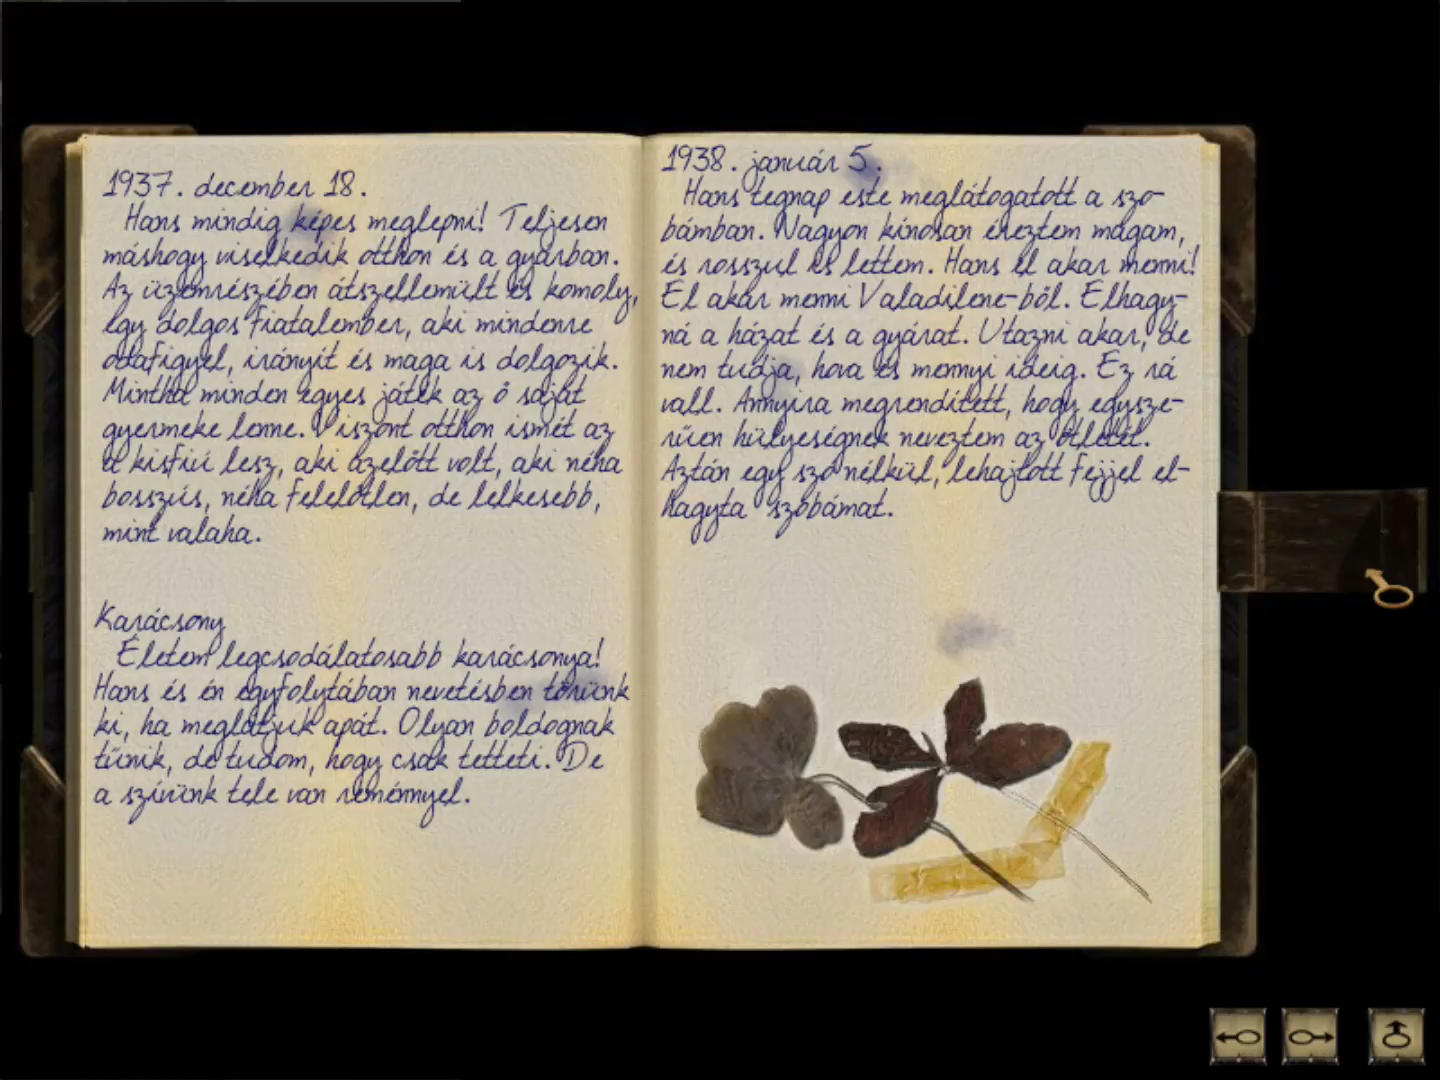 1937. december 18.
Hans mindig képes meglepni! Teljesen
máshogy viselkedik otthon és a gyárban.
Az üzemrészében átszellemült és komoly,
egy dolgos fiatalember, aki mindenre
odafigyel, irányít és maga is dolgozik.
Mintha minden egyes játék az ő saját
gyermeke lenne. Viszont otthon ismét az
a kisfiú lesz, aki azelőtt volt, aki néha
bosszús, néha felelőtlen, de lelkesebb,
mint valaha.
Karácsony
Életem legcsodálatosabb karácsonya!
Hans és én egyfolytában nevetésben törünk
ki, ha meglátjuk apát. Olyan boldognak
tűnik, de tudom, hogy csak tetteti. De
a szívünk tele van reménnyel.
1938. január 5.
Hans tegnap este meglátogatott a szo-
bámban. Nagyon kínosan éreztem magam,
és rosszul is lettem. Hans el akar menni!
El akar menni Valadilene-ből. Elhagy-
ná a házat és a gyárat. Utazni akar, de
nem tudja, hova és mennyi ideig. Ez rá
vall. Annyira megrendített, hogy egysze-
rűen hülyeségnek neveztem az ötletét.
Aztán egy szó nélkül, lehajtott fejjel el-
hagyta szobámat.